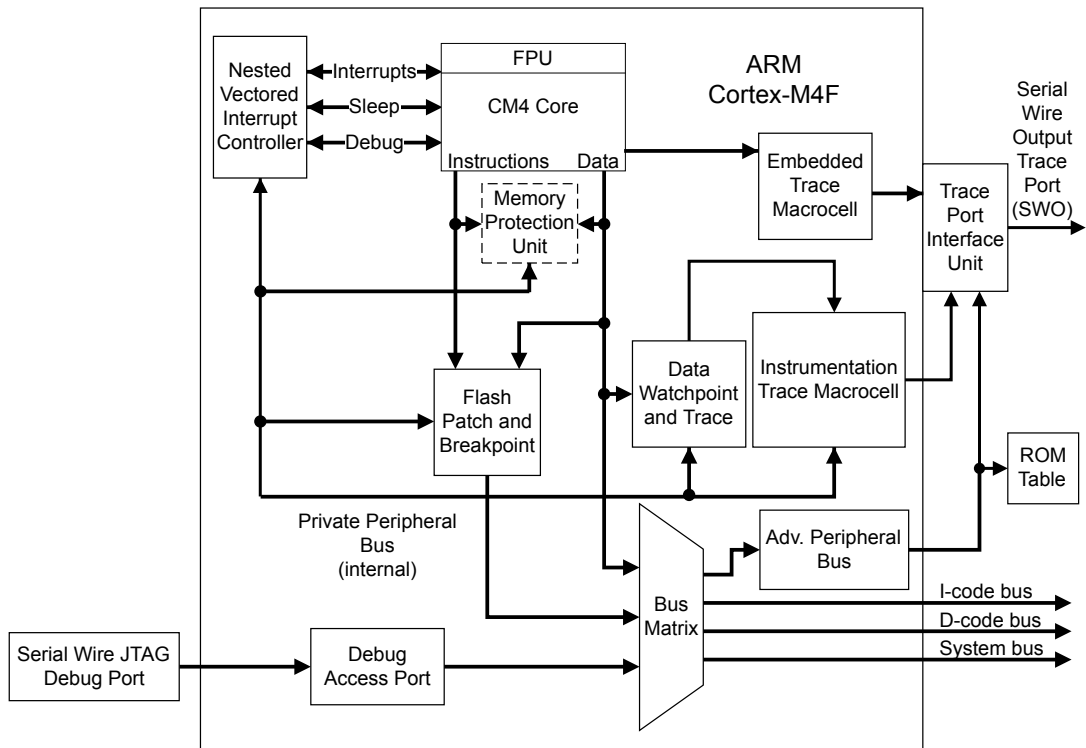 Nested
Vectored
Interrupt
Controller
Interrupts
Sleep
Debug
FPU
CM4 Core
Instructions Data
ARM
Cortex-M4F
Memory
Protection
Unit
Embedded
Trace
Macrocell
Trace
Port
Interface
Unit
Serial
Wire
Output
Trace
Port
(SWO)
Flash
Patch and
Breakpoint
Data
Watchpoint
and Trace
Instrumentation
Trace Macrocell
ROM
Table
Private Peripheral
Bus
(internal)
Adv. Peripheral
Bus
Bus
Matrix
I-code bus
D-code bus
System bus
Serial Wire JTAG
Debug Port
Debug
Access Port